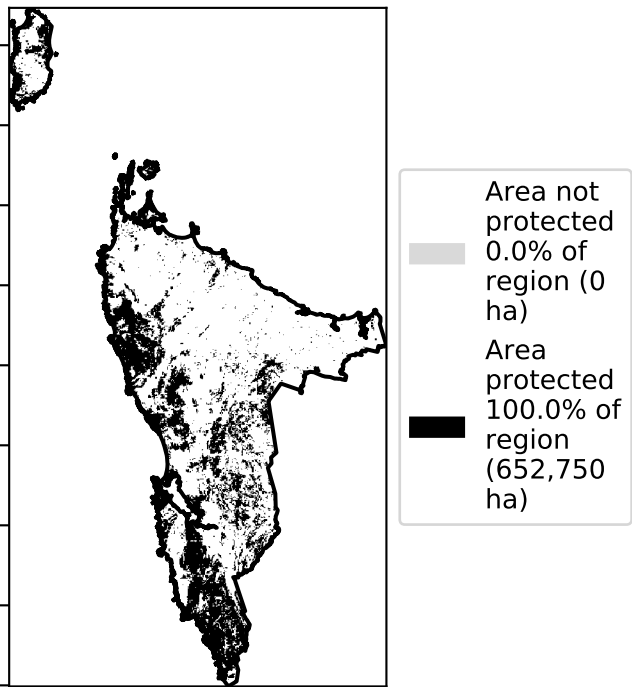 Area not
protected
0.0% of
region (0
ha)
Area
protected
100.0% of
region
(652,750
ha)